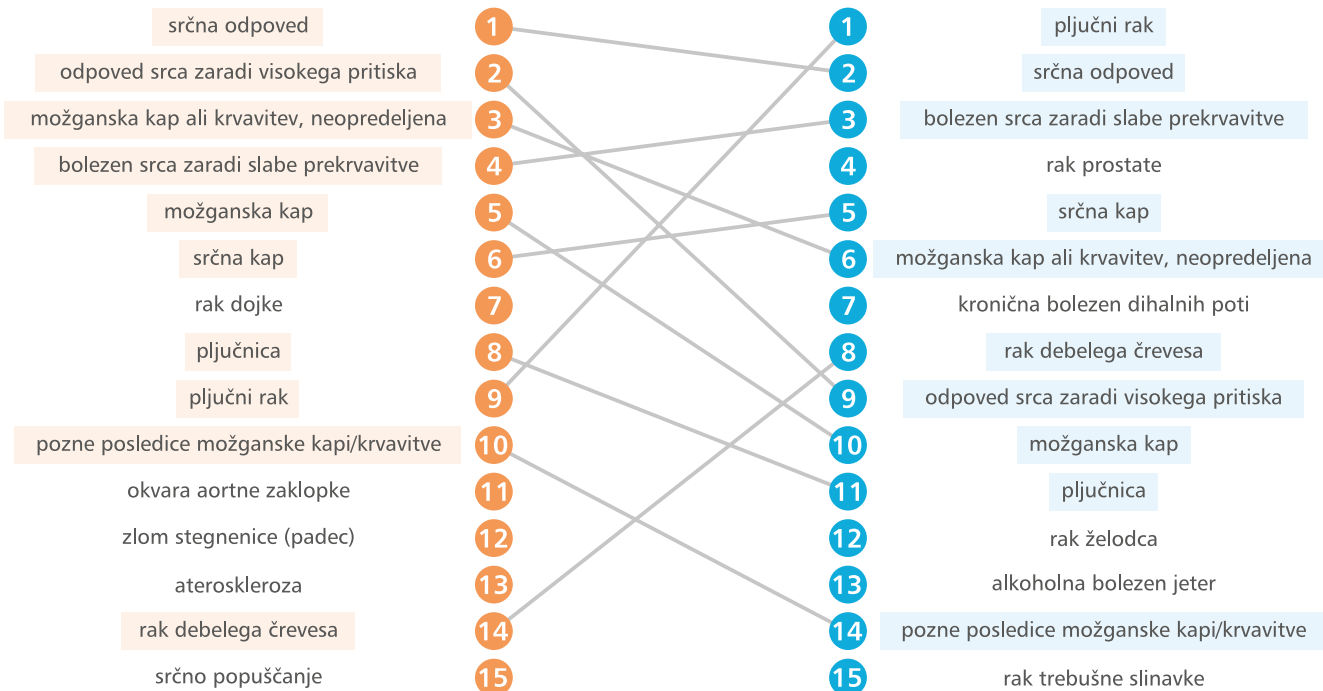 srčna odpoved 1 1 pljučni rak
odpoved srca zaradi visokega pritiska 2 2 srčna odpoved
možganska kap ali krvavitev, neopredeljena 3 3 bolezen srca zaradi slabe prekrvavitve
bolezen srca zaradi slabe prekrvavitve 4 4 rak prostate
možganska kap 5 5 srčna kap
srčna kap 6 6 možganska kap ali krvavitev, neopredeljena
rak dojke 7 7 kronična bolezen dihalnih poti
pljučnica 8 8 rak debelega črevesa
pljučni rak 9 9 odpoved srca zaradi visokega pritiska
pozne posledice možganske kapi/krvavitve 10 10 možganska kap
okvara aortne zaklopke 11 11 pljučnica
zlom stegnenice (padec) 12 12 rak želodca
ateroskleroza 13 13 alkoholna bolezen jeter
rak debelega črevesa 14 14 pozne posledice možganske kapi/krvavitve
srčno popuščanje 15 15 rak trebušne slinavke